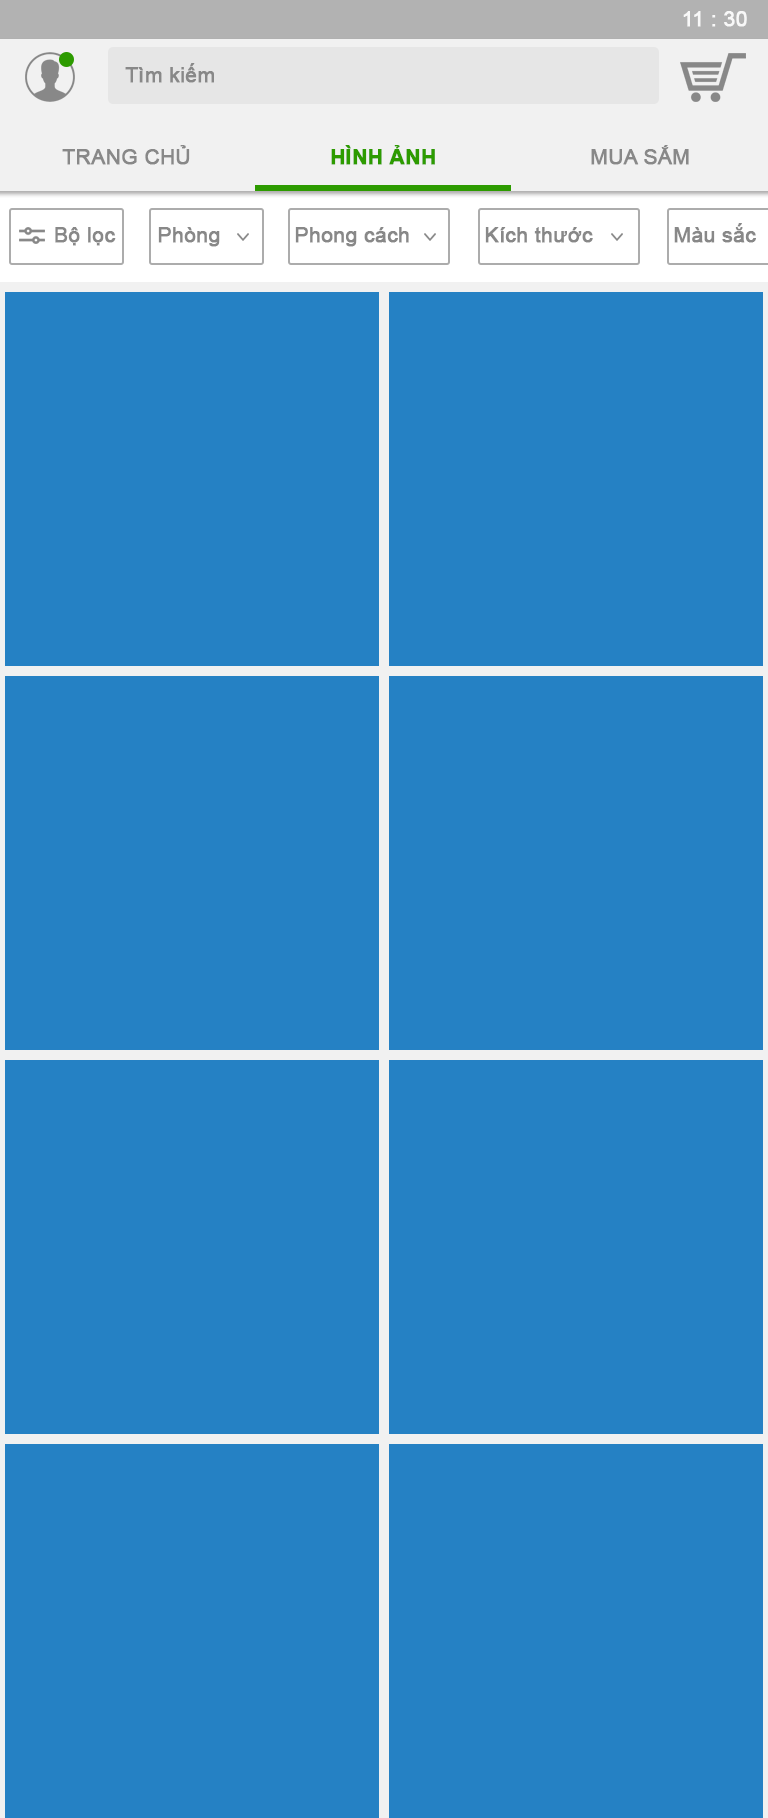 11 : 30
Tìm kiếm
TRANG CHỦ
HÌNH ẢNH
MUA SẮM
Bộ lọc
Phòng
Phong cách
Kích thước
Màu sắc